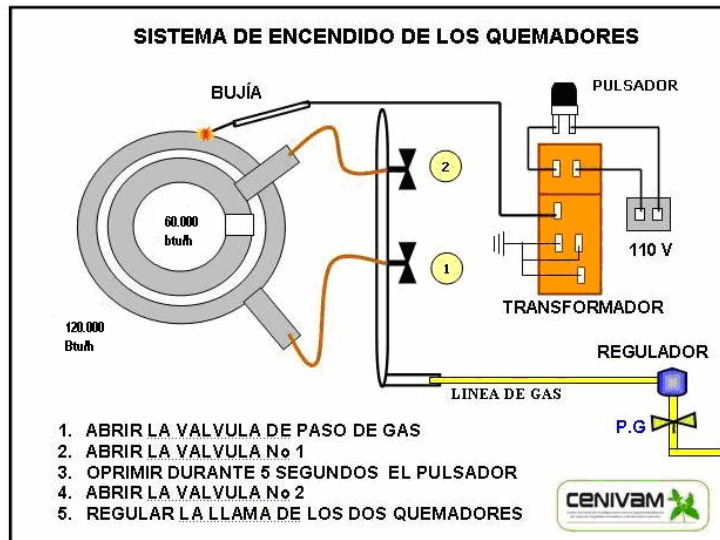 SISTEMA DE ENCENDIDO DE LOS QUEMADORES
BUJÍA
PULSADOR
2
60.000
btu/h
110 V
1
TRANSFORMADOR
120.000
Btu/h
REGULADOR
LINEA DE GAS
P.G
1. ABRIR LA VALVULA DE PASO DE GAS
2. ABRIR LA VALVULA No 1
3. OPRIMIR DURANTE 5 SEGUNDOS EL PULSADOR
4. ABRIR LA VALVULA No 2
5. REGULAR LA LLAMA DE LOS DOS QUEMADORES
CENIVAM